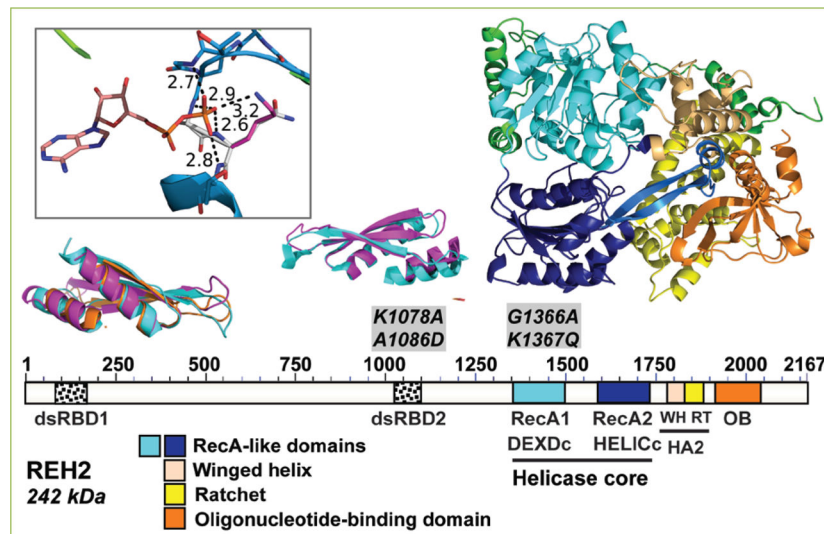 2.7
2.9
3.2
2.6
2.8
K1078A
A1086D
G1366A
K1367Q
1 250 500 750 1000 1250 1500 1750 2000 2167
dsRBD1 dsRBD2 RecA1 RecA2 WH RT OB
DEXDc HELICc HA2
Helicase core
RecA-like domains
Winged helix
Ratchet
Oligonucleotide-binding domain
REH2
242 kDa